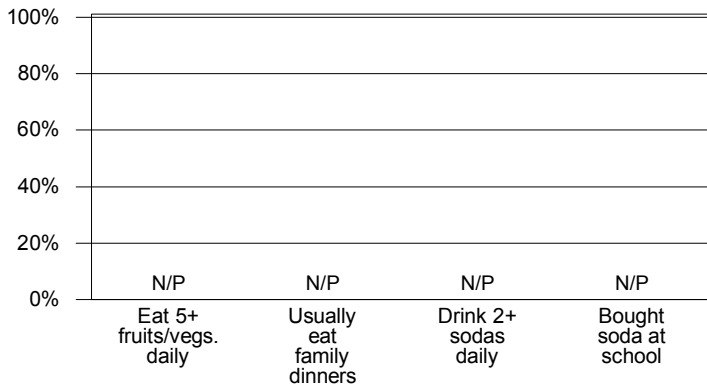 100%
80%
60%
40%
20%
0%
N/P N/P N/P N/P
Eat 5+
fruits/vegs.
daily
Usually
eat
family
dinners
Drink 2+
sodas
daily
Bought
soda at
school